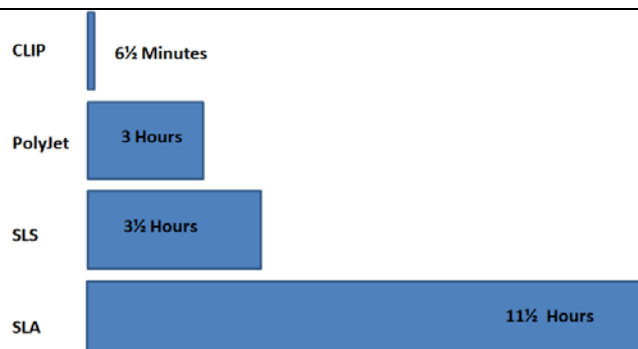 CLIP 6½ Minutes
PolyJet 3 Hours
SLS 3½ Hours
SLA 11½ Hours